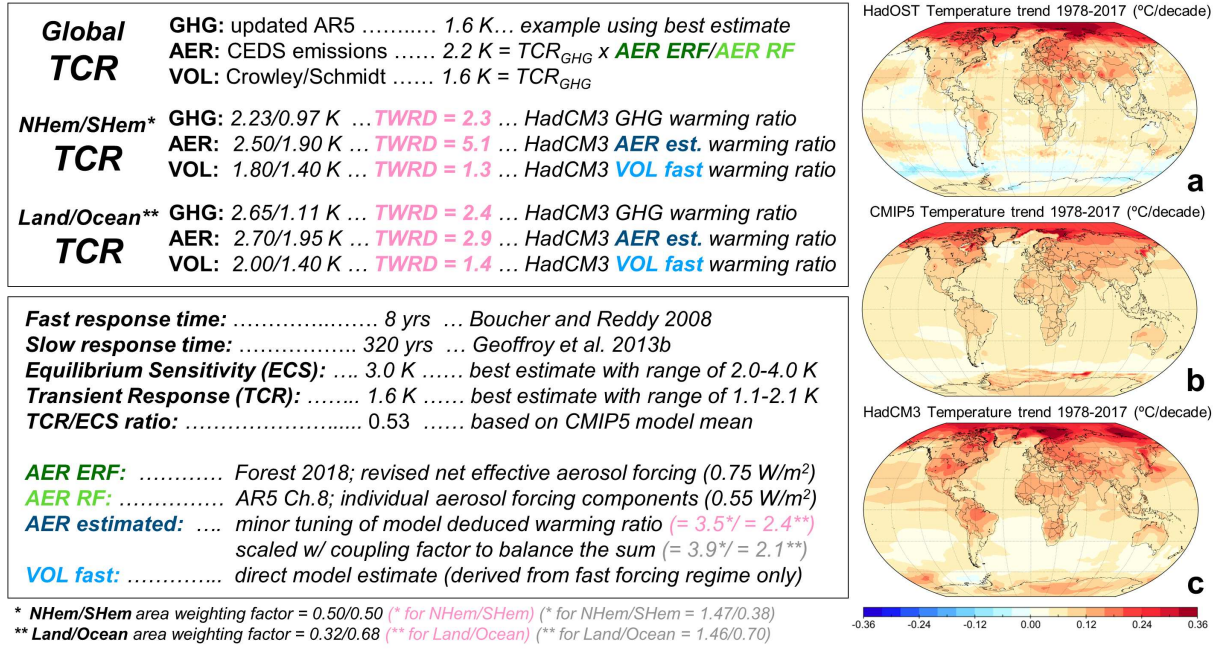 Global
TCR
GHG: updated AR5 ........…. 1.6 K… example using best estimate
AER: CEDS emissions …… 2.2 K = TCRGHG x AER ERF/AER RF
VOL: Crowley/Schmidt …… 1.6 K = TCRGHG
NHem/SHem*
TCR
GHG: 2.23/0.97 K … TWRD = 2.3 … HadCM3 GHG warming ratio
AER: 2.50/1.90 K … TWRD = 5.1 … HadCM3 AER est. warming ratio
VOL: 1.80/1.40 K … TWRD = 1.3 … HadCM3 VOL fast warming ratio
Land/Ocean**
TCR
GHG: 2.65/1.11 K … TWRD = 2.4 … HadCM3 GHG warming ratio
AER: 2.70/1.95 K … TWRD = 2.9 … HadCM3 AER est. warming ratio
VOL: 2.00/1.40 K … TWRD = 1.4 … HadCM3 VOL fast warming ratio
Fast response time: …………..……. 8 yrs … Boucher and Reddy 2008
Slow response time: …………….. 320 yrs … Geoffroy et al. 2013b
Equilibrium Sensitivity (ECS): …. 3.0 K …… best estimate with range of 2.0-4.0 K
Transient Response (TCR): …..... 1.6 K …… best estimate with range of 1.1-2.1 K
TCR/ECS ratio: …………………...... 0.53 …… based on CMIP5 model mean
AER ERF: ………… Forest 2018; revised net effective aerosol forcing (0.75 W/m²)
AER RF: …………… AR5 Ch.8; individual aerosol forcing components (0.55 W/m²)
AER estimated: …. minor tuning of model deduced warming ratio (= 3.5*/= 2.4**)
scaled w/ coupling factor to balance the sum (= 3.9*/= 2.1**)
VOL fast: ………….. direct model estimate (derived from fast forcing regime only)
* NHem/SHem area weighting factor = 0.50/0.50 (* for NHem/SHem) (* for NHem/SHem = 1.47/0.38)
** Land/Ocean area weighting factor = 0.32/0.68 (** for Land/Ocean) (** for Land/Ocean = 1.46/0.70)
HadOST Temperature trend 1978-2017 (ºC/decade)
a
CMIP5 Temperature trend 1978-2017 (ºC/decade)
b
HadCM3 Temperature trend 1978-2017 (ºC/decade)
c
-0.36 -0.24 -0.12 0.00 0.12 0.24 0.36